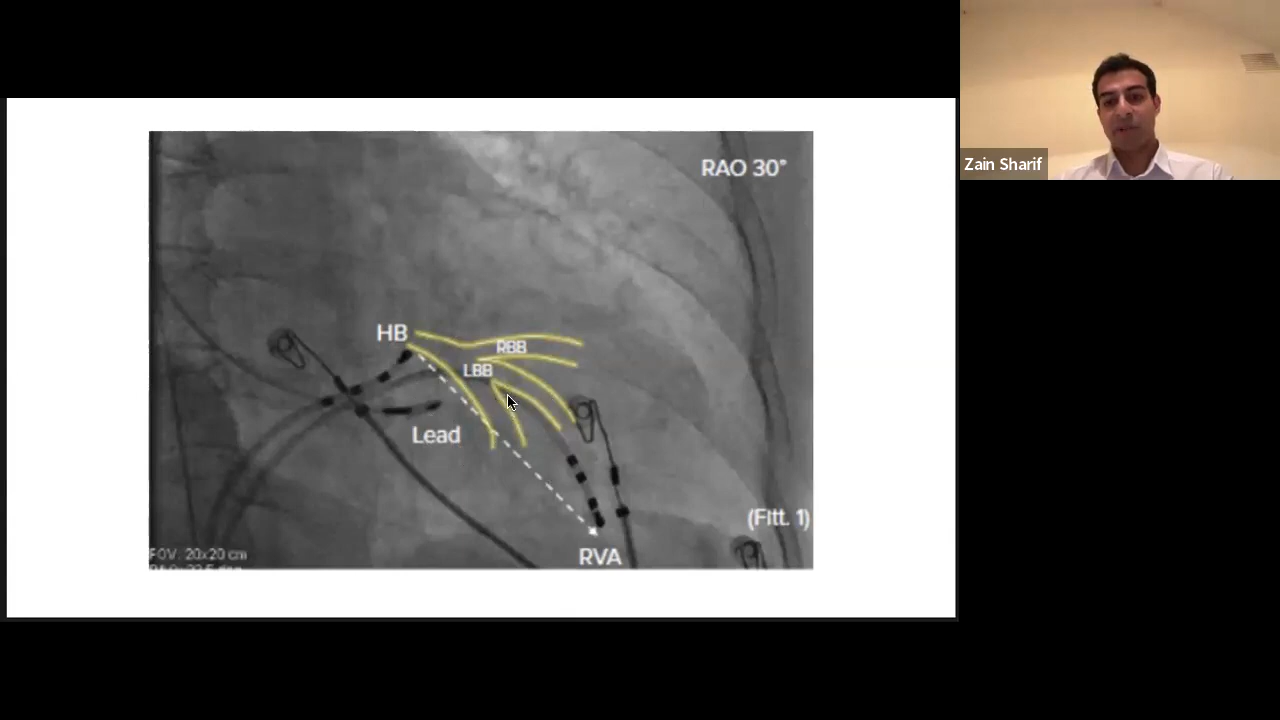 RAO 30°
HB
RBB
LBB
Lead
(Fitt. 1)
RVA
FOV: 20x20 cm
Zain Sharif